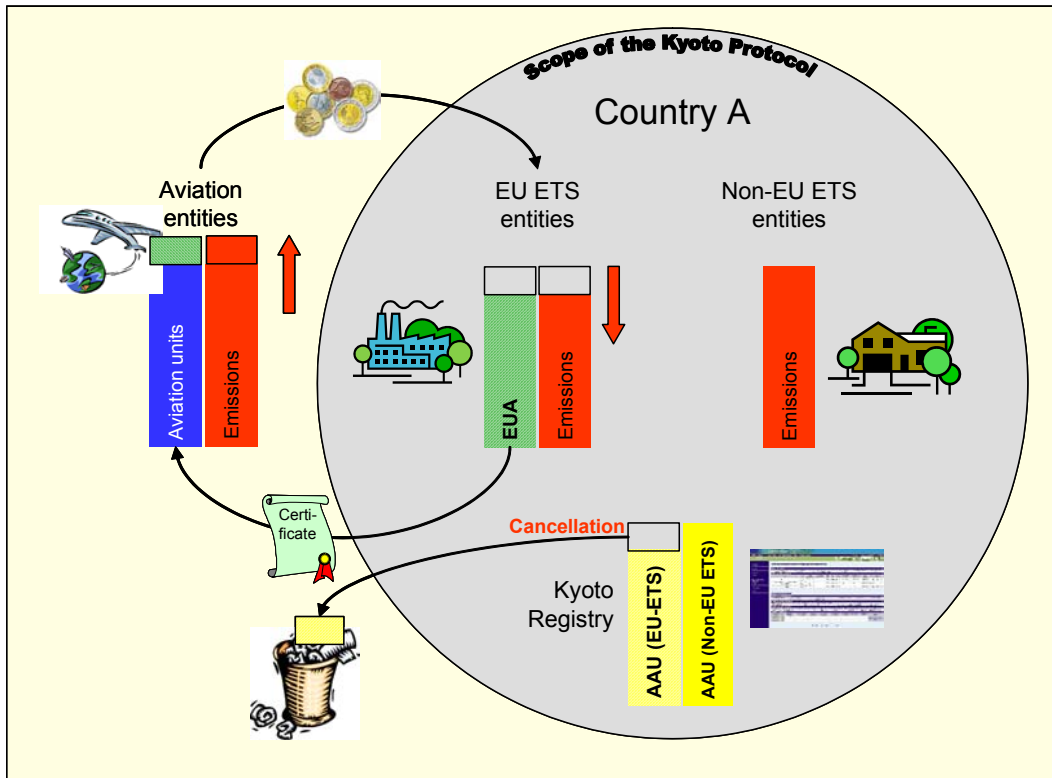 Scope of the Kyoto Protocol
Country A
Aviation
entities
EU ETS
entities
Non-EU ETS
entities
Aviation units
Emissions
EUA
Emissions
Emissions
Certi-
ficate
Cancellation
Kyoto
Registry
AAU (EU-ETS)
AAU (Non-EU ETS)